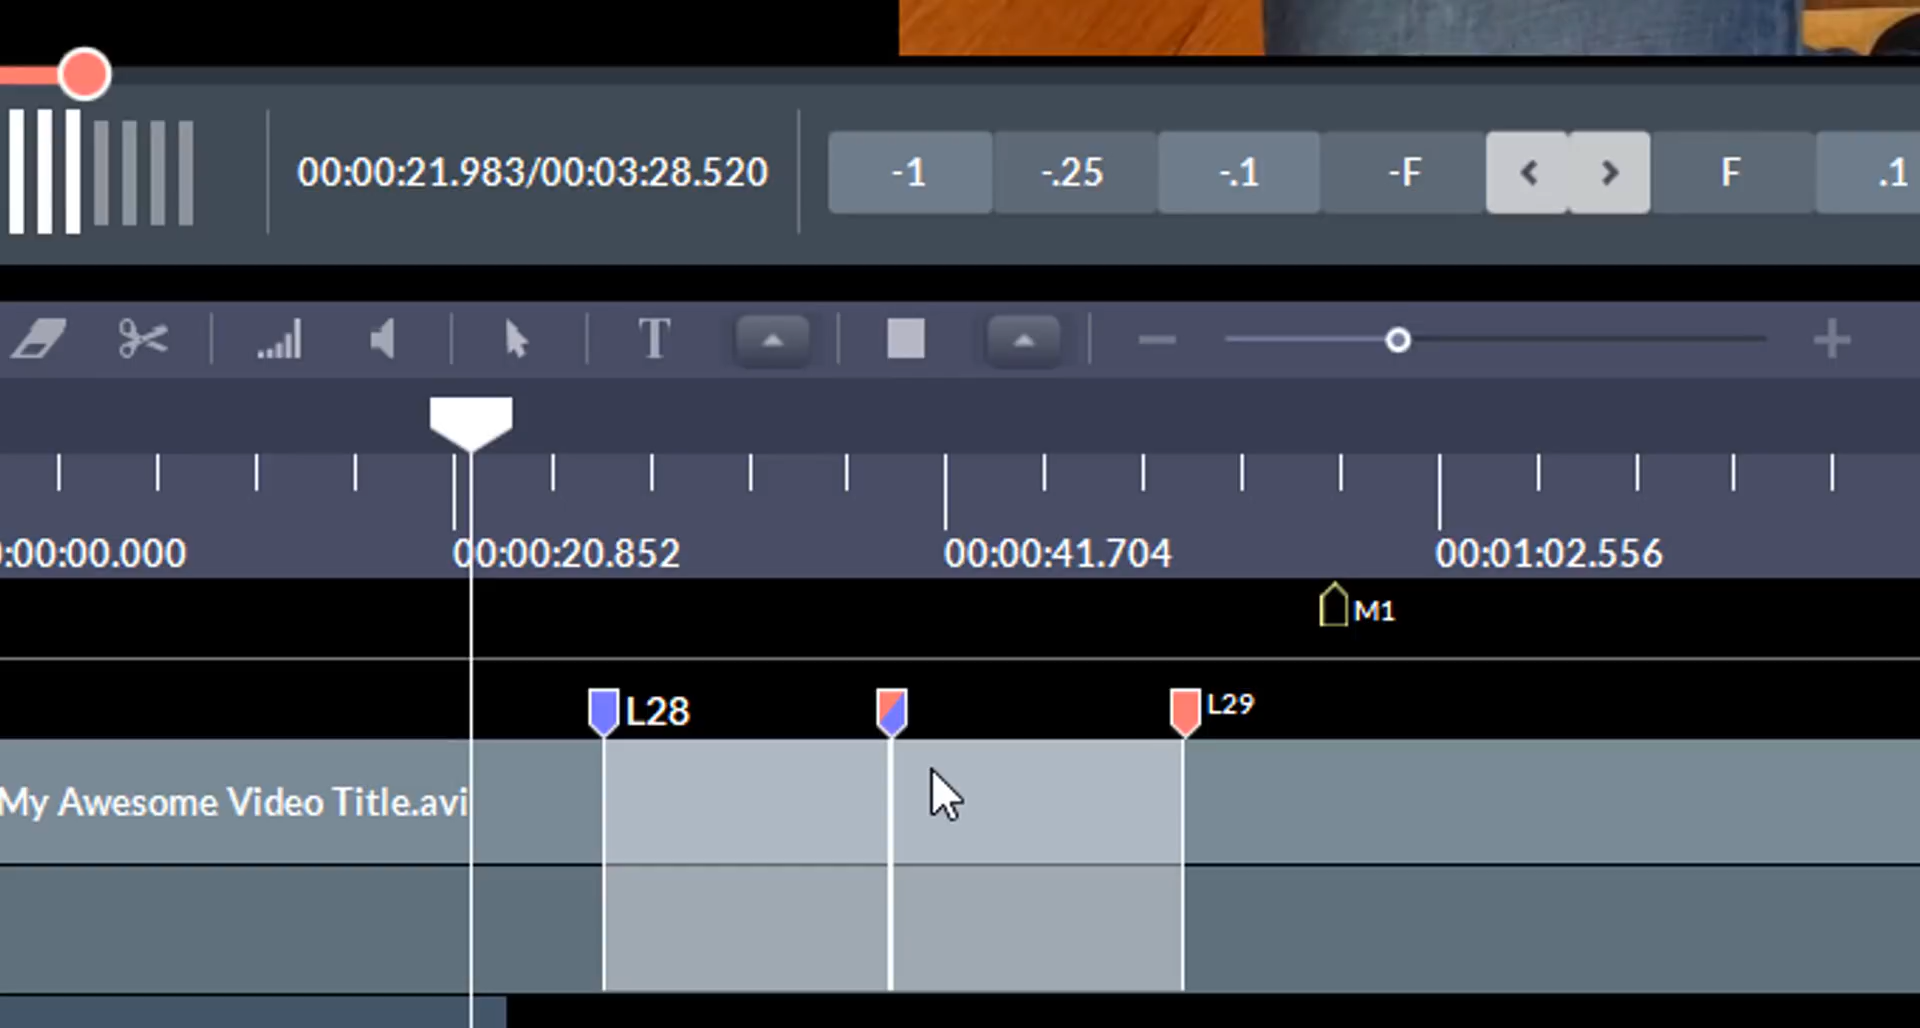 00:00:21.983/00:03:28.520 -1 -.25 -.1 -F < > F .1
T
:00:00.000 00:00:20.852 00:00:41.704 00:01:02.556
M1
L28 L29
My Awesome Video Title.avi